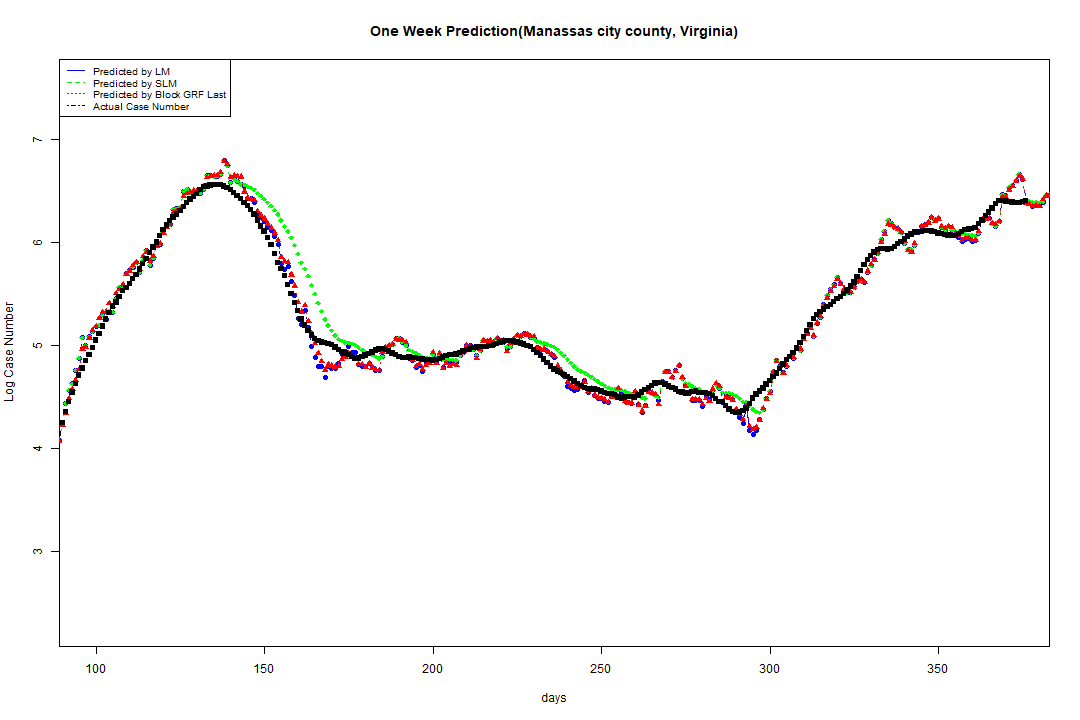 One Week Prediction(Manassas city county, Virginia)
Predicted by LM
Predicted by SLM
Predicted by Block GRF Last
Actual Case Number
7
6
5
4
3
Log Case Number
100 150 200 250 300 350
days